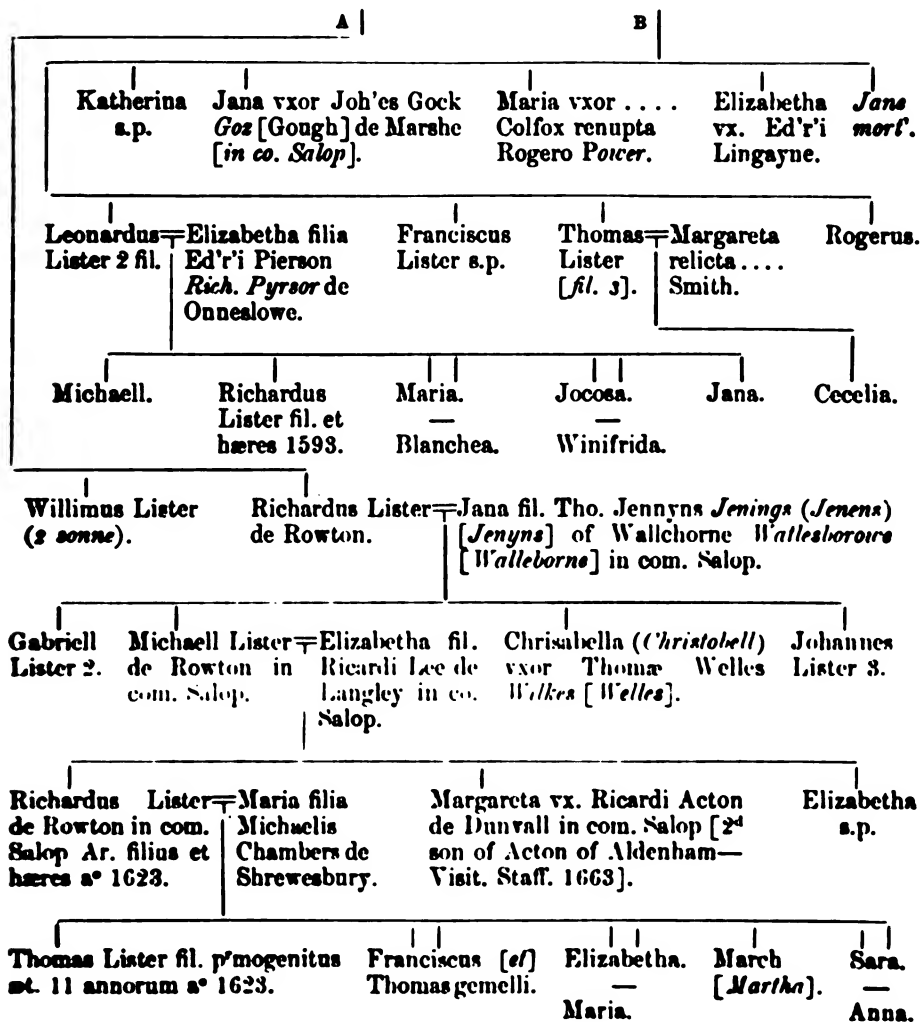 A B
Katherina
s.p.
Jana vxor Joh'es Gock
Goz [Gough] de Marshe
[in co. Salop].
Maria vxor ....
Colfox renupta
Rogero Power.
Elizabetha
vx. Ed'r'i
Lingayne.
Jane
mort'.
Leonardus
Lister 2 fil.
Elizabetha filia
Ed'r'i Pierson
Rich. Pyrsor de
Onneslowe.
Franciscus
Lister s.p.
Thomas
Lister
[fil. 3].
Margareta
relicta....
Smith.
Rogerus.
Michaell.
Richardus
Lister fil. et
hæres 1593.
Maria.
—
Blanchea.
Jocosa.
—
Winifrida.
Jana.
Cecelia.
Willimus Lister
(2 sonne).
Richardus Lister
de Rowton.
Jana fil. Tho. Jennyns Jenings (Jenens)
[Jenyns] of Wallchorne Watlesborowe
[Walleborne] in com. Salop.
Gabriell
Lister 2.
Michaell Lister
de Rowton in
com. Salop.
Elizabetha fil.
Ricardi Lee de
Langley in co.
Salop.
Chrisabella ((Christobell)
vxor Thomæ Welles
Wilkes [Welles].
Johannes
Lister 3.
Richardus Lister
de Rowton in com.
Salop Ar. filius et
hæres aº 1623.
Maria filia
Michaelis
Chambers de
Shrewesbury.
Margareta vx. Ricardi Acton
de Dunvall in com. Salop [2d
son of Acton of Aldenham—
Visit. Staff. 1663].
Elizabetha
s.p.
Thomas Lister fil. p'mogenitus
æt. 11 annorum aº 1623.
Franciscus [et]
Thomas gemelli.
Elizabetha.
—
Maria.
March
[Martha].
Sara.
—
Anna.